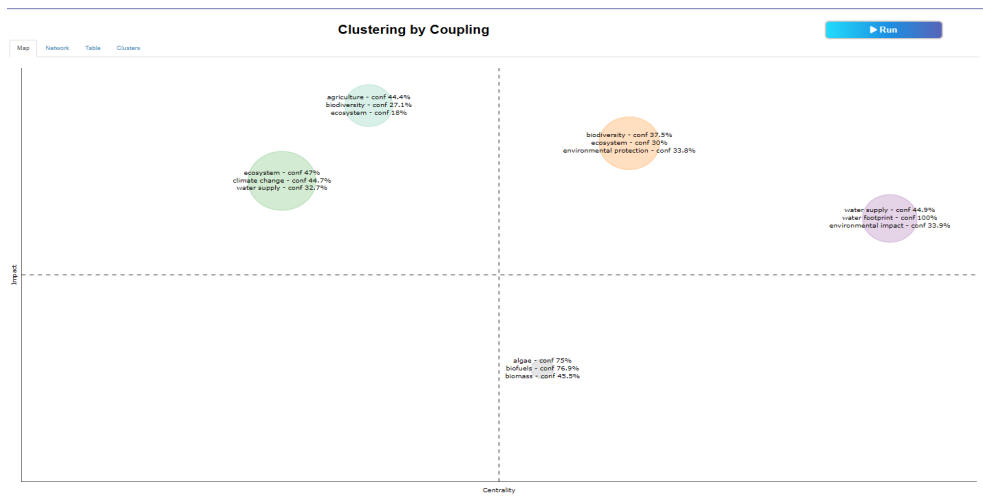 Clustering by Coupling
Run
Map Network Table Clusters
agriculture - conf 44.4%
biodiversity - conf 27.1%
ecosystem - conf 18%
biodiversity - conf 37.5%
ecosystem - conf 30%
environmental protection - conf 33.8%
ecosystem - conf 47%
climate change - conf 44.7%
water supply - conf 32.7%
water supply - conf 44.9%
water footprint - conf 100%
environmental impact - conf 33.9%
Impact
algae - conf 75%
biofuels - conf 76.9%
biomass - conf 45.5%
Centrality